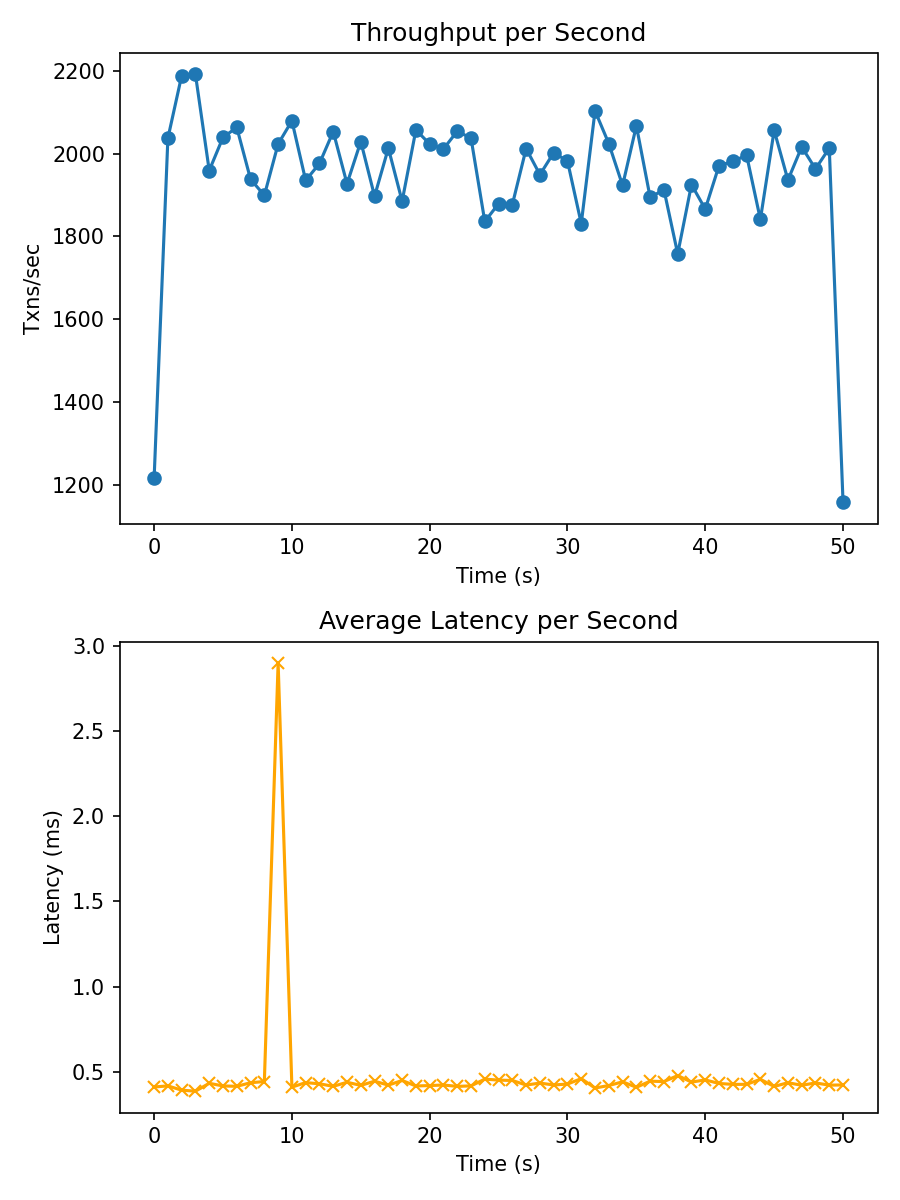 Throughput per Second
2200
2000
1800
1600
1400
1200
Txns/sec
0 10 20 30 40 50
Time (s)
Average Latency per Second
3.0
2.5
2.0
1.5
1.0
0.5
Latency (ms)
0 10 20 30 40 50
Time (s)